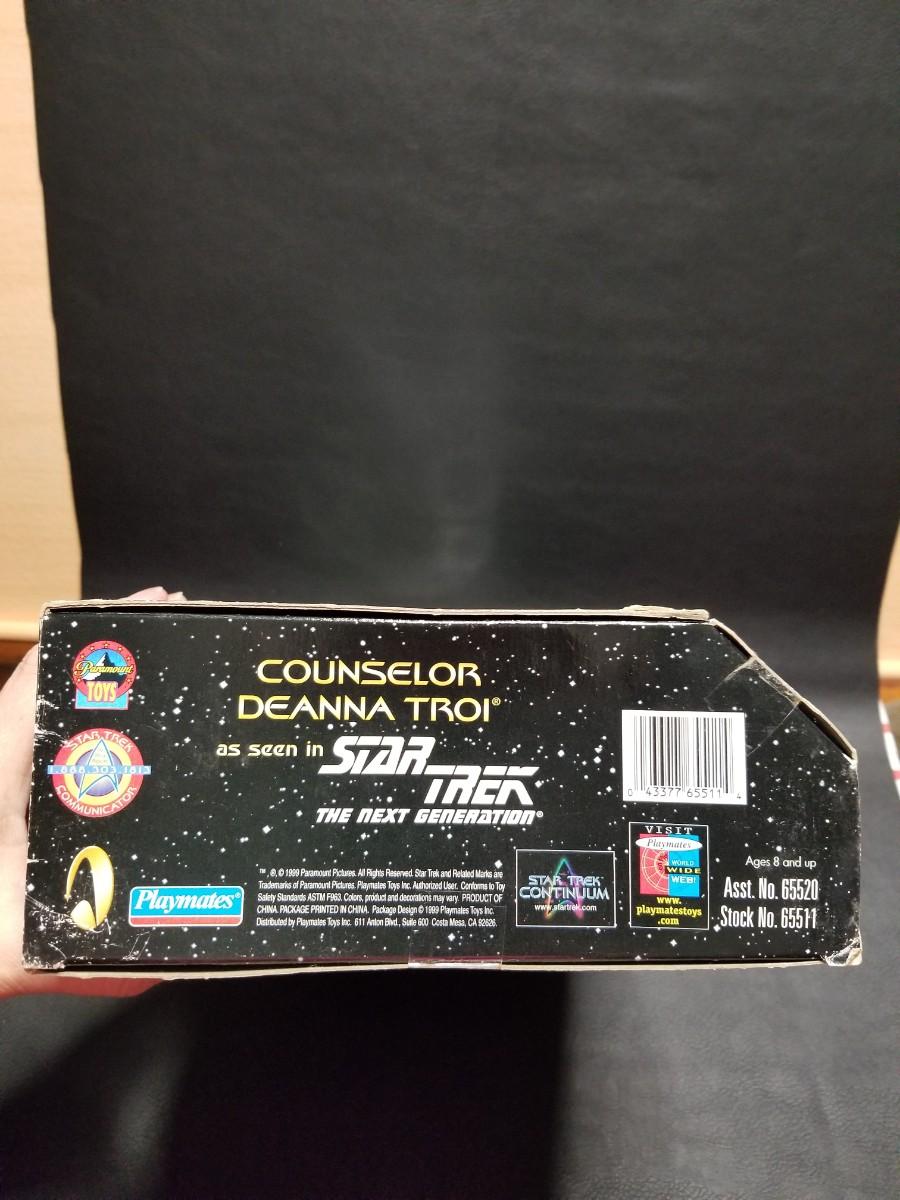 Paramount
TOYS
STAR TREK
1.888.303.1813
COMMUNICATOR
COUNSELOR
DEANNA TROI®
as seen in STAR TREK
THE NEXT GENERATION®
Playmates®
™, ®, © 1999 Paramount Pictures. All Rights Reserved. Star Trek and Related Marks are
Trademarks of Paramount Pictures. Playmates Toys Inc. Authorized User. Conforms to Toy
Safety Standards ASTM F963. Colors, product and decorations may vary. PRODUCT OF
CHINA. PACKAGE PRINTED IN CHINA. Package Design © 1999 Playmates Toys Inc.
Distributed by Playmates Toys Inc. 611 Anton Blvd., Suite 600 Costa Mesa, CA 92626.
STAR TREK
CONTINUUM
www.startrek.com
0 43377 65511 4
VISIT
Playmates
WORLD
WIDE
WEB!
www.
playmatestoys
.com
Ages 8 and up
Asst. No. 65520
Stock No. 65511